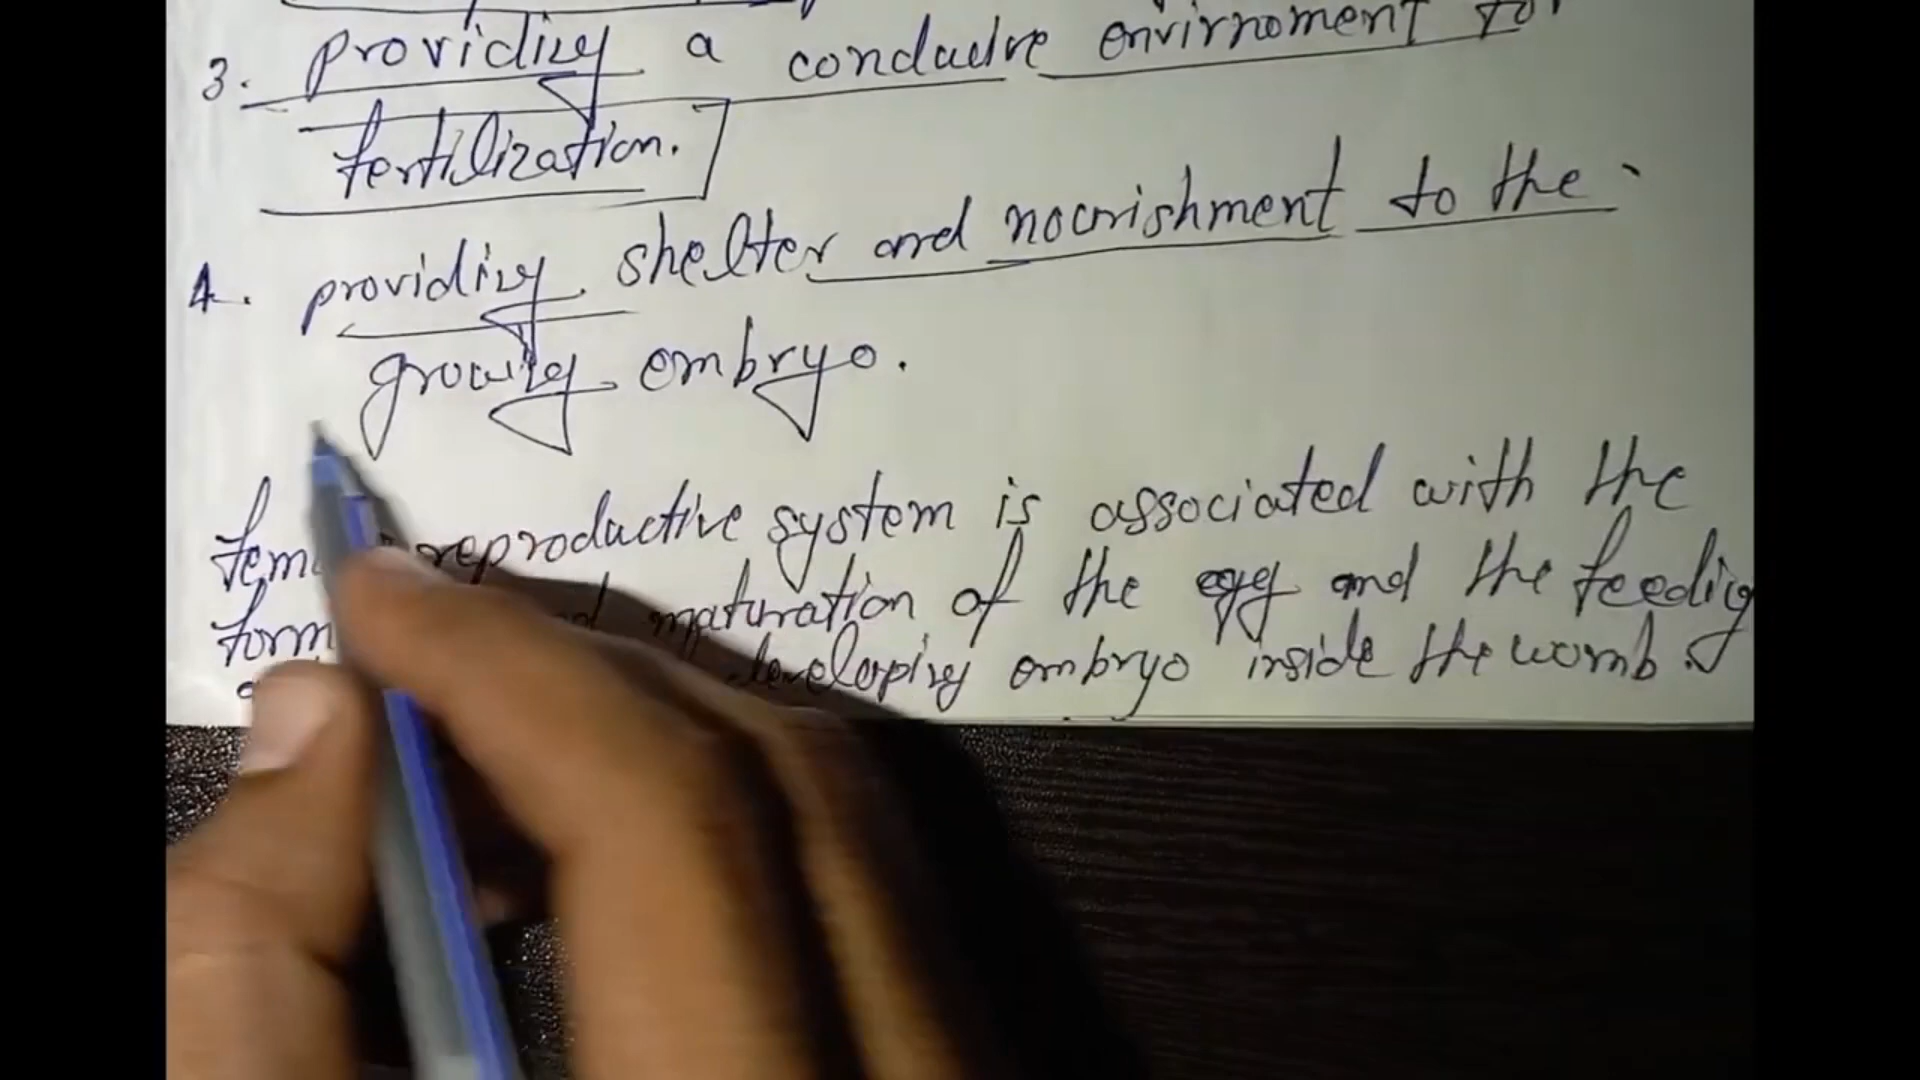 3. providing a conducive envirnoment for
fertilization.
4. providing shelter and nourishment to the
growing embryo.
reproductive system is associated with the
maturation of the egg and the feeding
developing embryo inside the womb.